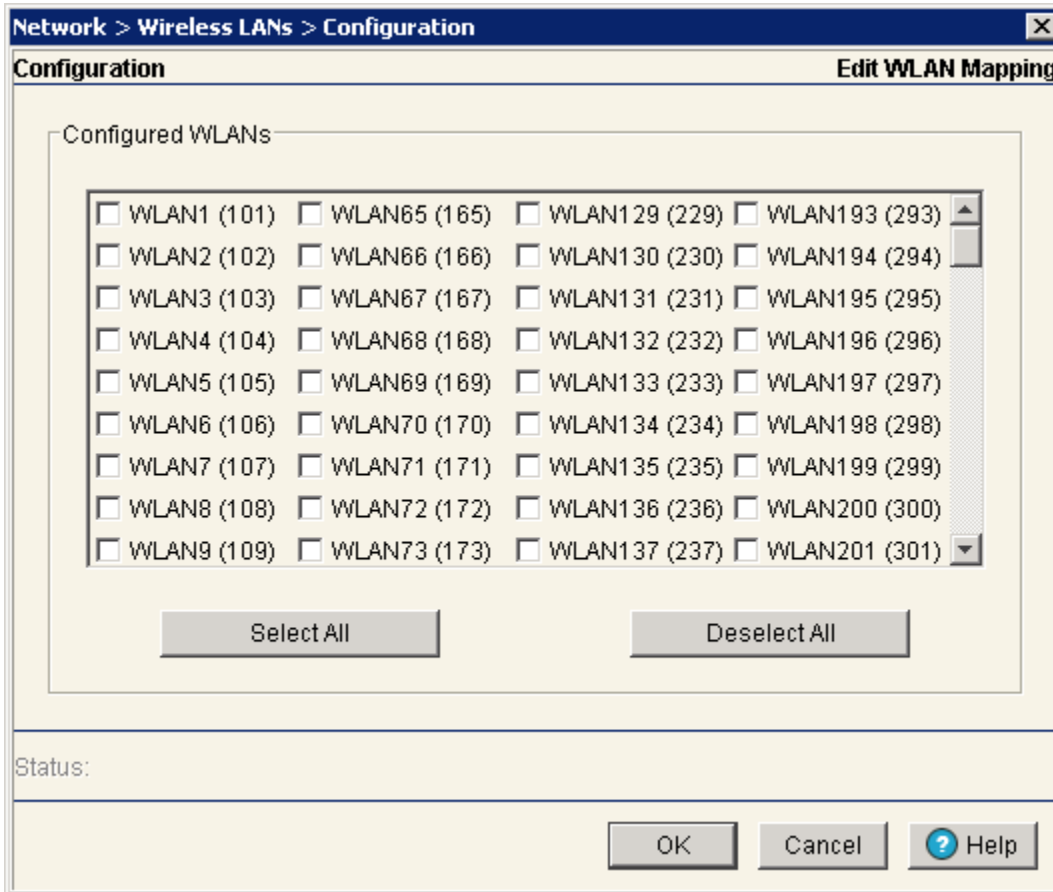 Network > Wireless LANs > Configuration
Configuration Edit WLAN Mapping
Configured WLANs
WLAN1 (101) WLAN65 (165) WLAN129 (229) WLAN193 (293)
WLAN2 (102) WLAN66 (166) WLAN130 (230) WLAN194 (294)
WLAN3 (103) WLAN67 (167) WLAN131 (231) WLAN195 (295)
WLAN4 (104) WLAN68 (168) WLAN132 (232) WLAN196 (296)
WLAN5 (105) WLAN69 (169) WLAN133 (233) WLAN197 (297)
WLAN6 (106) WLAN70 (170) WLAN134 (234) WLAN198 (298)
WLAN7 (107) WLAN71 (171) WLAN135 (235) WLAN199 (299)
WLAN8 (108) WLAN72 (172) WLAN136 (236) WLAN200 (300)
WLAN9 (109) WLAN73 (173) WLAN137 (237) WLAN201 (301)
Select All Deselect All
Status:
OK Cancel ? Help